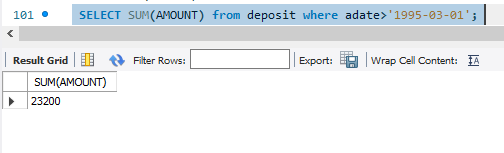 101 SELECT SUM(AMOUNT) from deposit where adate>'1995-03-01';
Result Grid Filter Rows: Export: Wrap Cell Content:
SUM(AMOUNT)
23200